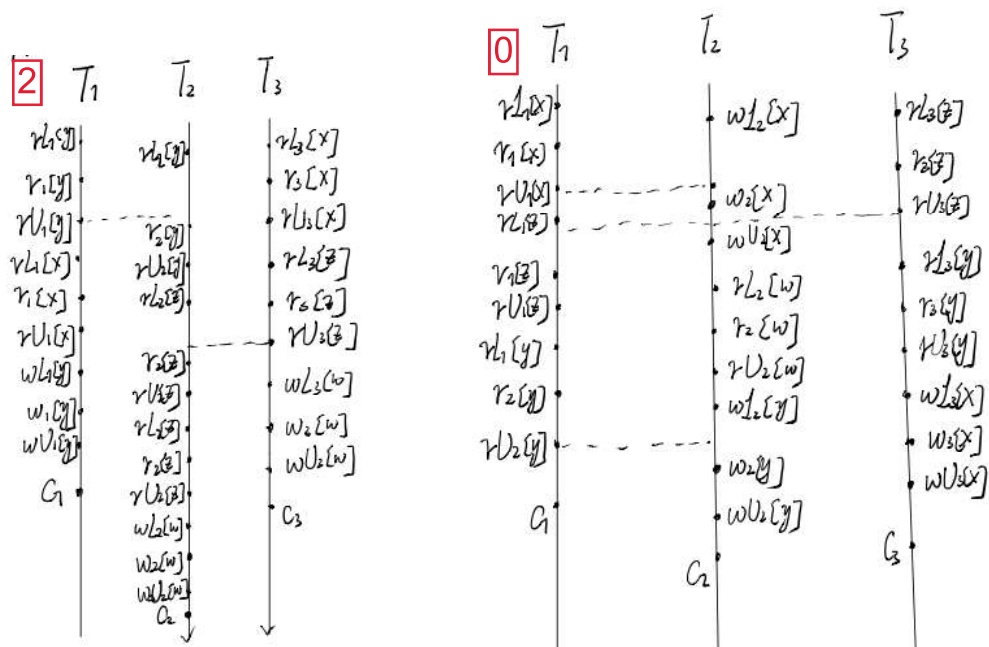 2
T1 T2 T3
rL1[y]
r1[y]
rU1[y]
rL1[x]
r1[x]
rU1[x]
wL1[y]
w1[y]
wU1[y]
C1
rL2[y]
r2[y]
rU2[y]
rL2[z]
r2[z]
rU2[z]
rL2[z]
r2[z]
rU2[z]
wL2[w]
w2[w]
wU2[w]
C2
rL3[x]
r3[x]
rU3[x]
rL3[z]
r3[z]
rU3[z]
wL3[w]
w3[w]
wU3[w]
C3
0
T1 T2 T3
rL1[x]
r1[x]
rU1[x]
rL1[z]
r1[z]
rU1[z]
rL1[y]
r2[y]
rU2[y]
C1
wL2[x]
w2[x]
wU2[x]
rL2[w]
r2[w]
rU2[w]
wL2[y]
w2[y]
wU2[y]
C2
rL3[z]
r3[z]
rU3[z]
rL3[y]
r3[y]
rU3[y]
wL3[x]
w3[x]
wU3[x]
C3